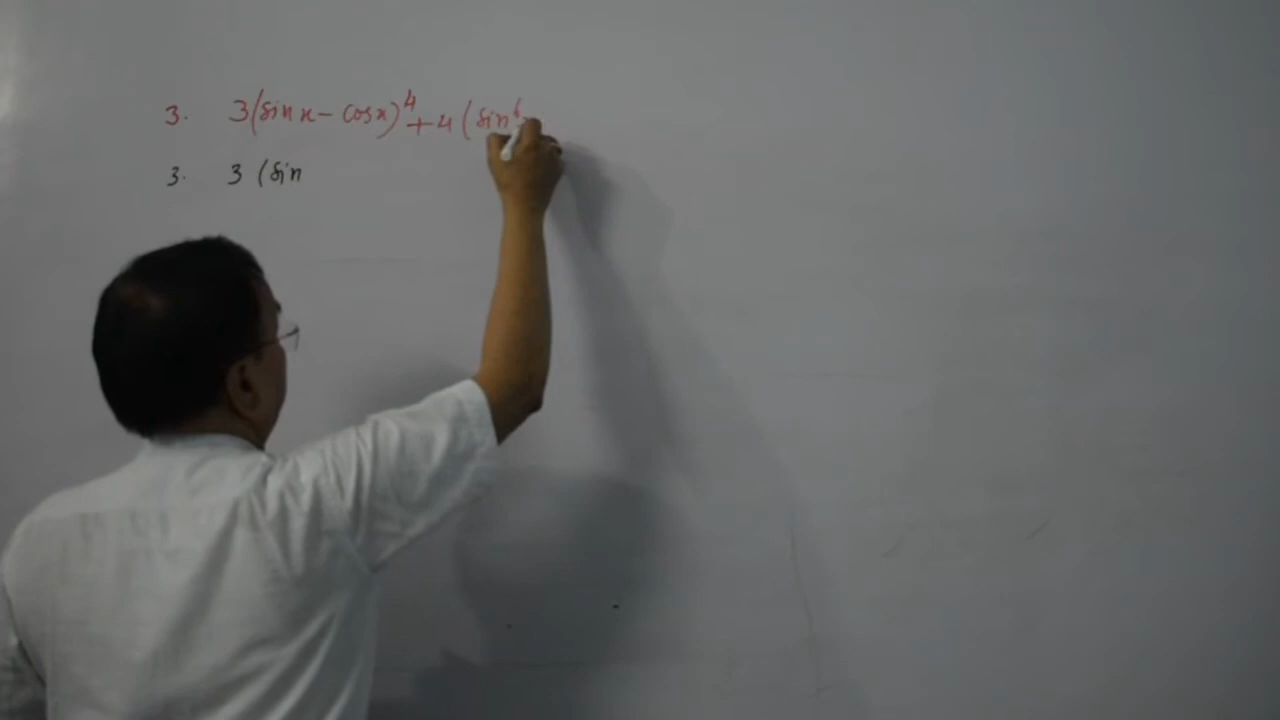 3. 3(sin x - cos x)⁴ + 4 (sin⁶
3. 3 (sin